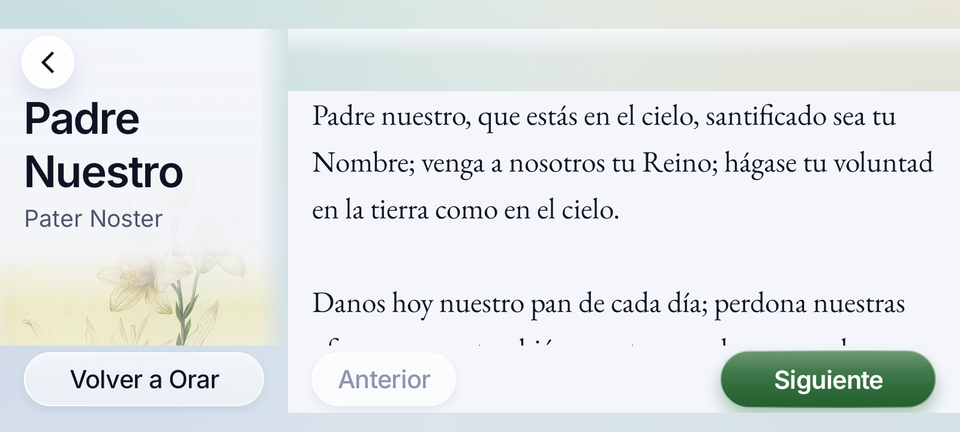 Padre
Nuestro
Pater Noster
Volver a Orar
Padre nuestro, que estás en el cielo, santificado sea tu
Nombre; venga a nosotros tu Reino; hágase tu voluntad
en la tierra como en el cielo.
Danos hoy nuestro pan de cada día; perdona nuestras
Anterior
Siguiente